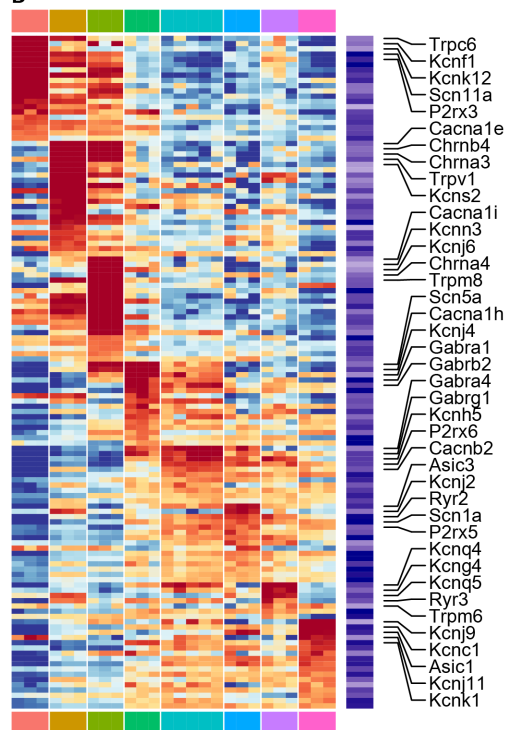 Trpc6
Kcnf1
Kcnk12
Scn11a
P2rx3
Cacna1e
Chrnb4
Chrna3
Trpv1
Kcns2
Cacna1i
Kcnn3
Kcnj6
Chrna4
Trpm8
Scn5a
Cacna1h
Kcnj4
Gabra1
Gabrb2
Gabra4
Gabrg1
Kcnh5
P2rx6
Cacnb2
Asic3
Kcnj2
Ryr2
Scn1a
P2rx5
Kcnq4
Kcng4
Kcnq5
Ryr3
Trpm6
Kcnj9
Kcnc1
Asic1
Kcnj11
Kcnk1